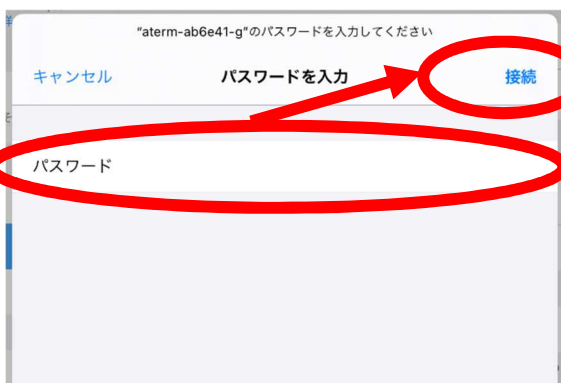 "aterm-ab6e41-g"のパスワードを入力してください
キャンセル パスワードを入力 接続
パスワード